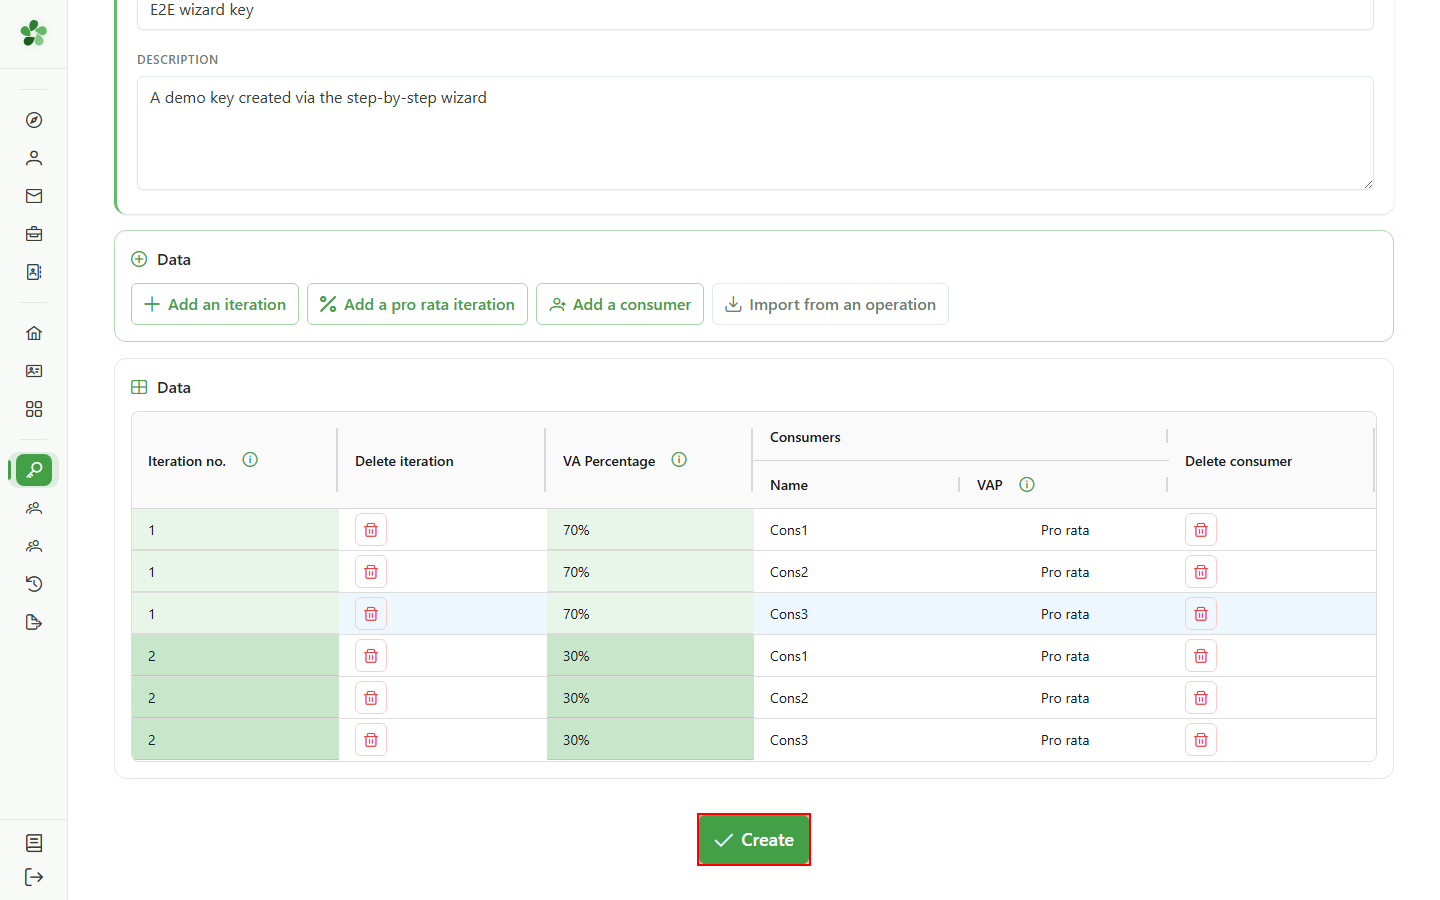 E2E wizard key
DESCRIPTION
A demo key created via the step-by-step wizard
Data
Add an iteration
Add a pro rata iteration
Add a consumer
Import from an operation
Data
Iteration no.
Delete iteration
VA Percentage
Consumers
Name
VAP
Delete consumer
1 70% Cons1 Pro rata
1 70% Cons2 Pro rata
1 70% Cons3 Pro rata
2 30% Cons1 Pro rata
2 30% Cons2 Pro rata
2 30% Cons3 Pro rata
Create